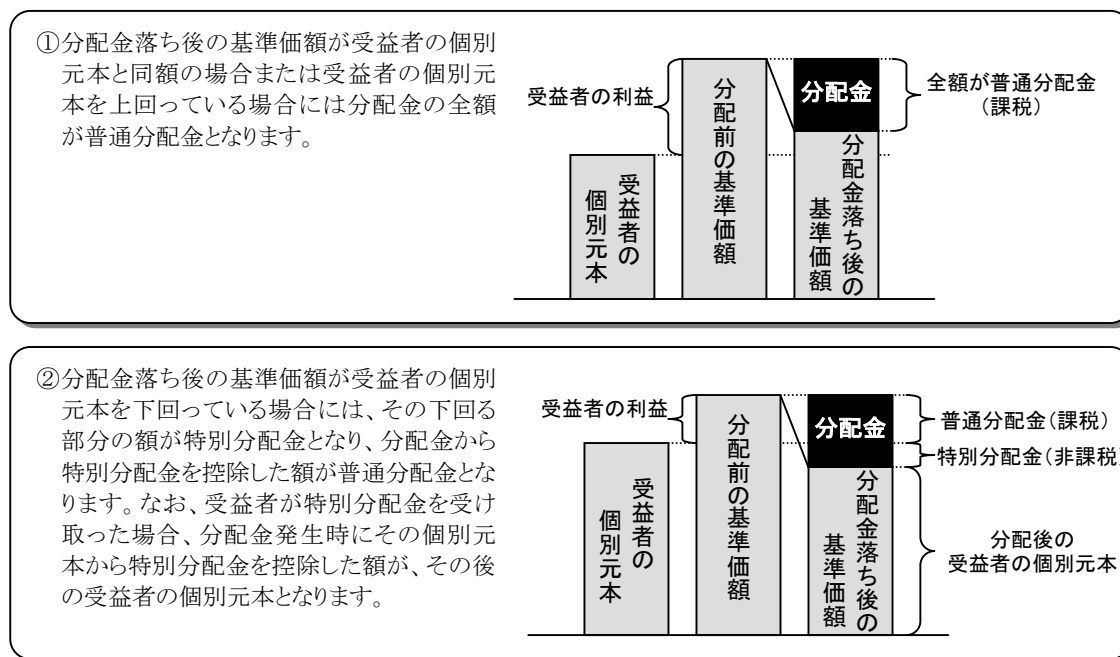 ①分配金落ち後の基準価額が受益者の個別
元本と同額の場合または受益者の個別元
本を上回っている場合には分配金の全額
が普通分配金となります。
受益者の利益
受益者の
個別元本
分配前の基準価額
分配金
分配金落ち後の
基準価額
全額が普通分配金
(課税)
②分配金落ち後の基準価額が受益者の個別
元本を下回っている場合には、その下回る
部分の額が特別分配金となり、分配金から
特別分配金を控除した額が普通分配金とな
ります。なお、受益者が特別分配金を受け
取った場合、分配金発生時にその個別元
本から特別分配金を控除した額が、その後
の受益者の個別元本となります。
受益者の利益
受益者の
個別元本
分配前の基準価額
分配金
分配金落ち後の
基準価額
普通分配金(課税)
特別分配金(非課税)
分配後の
受益者の個別元本